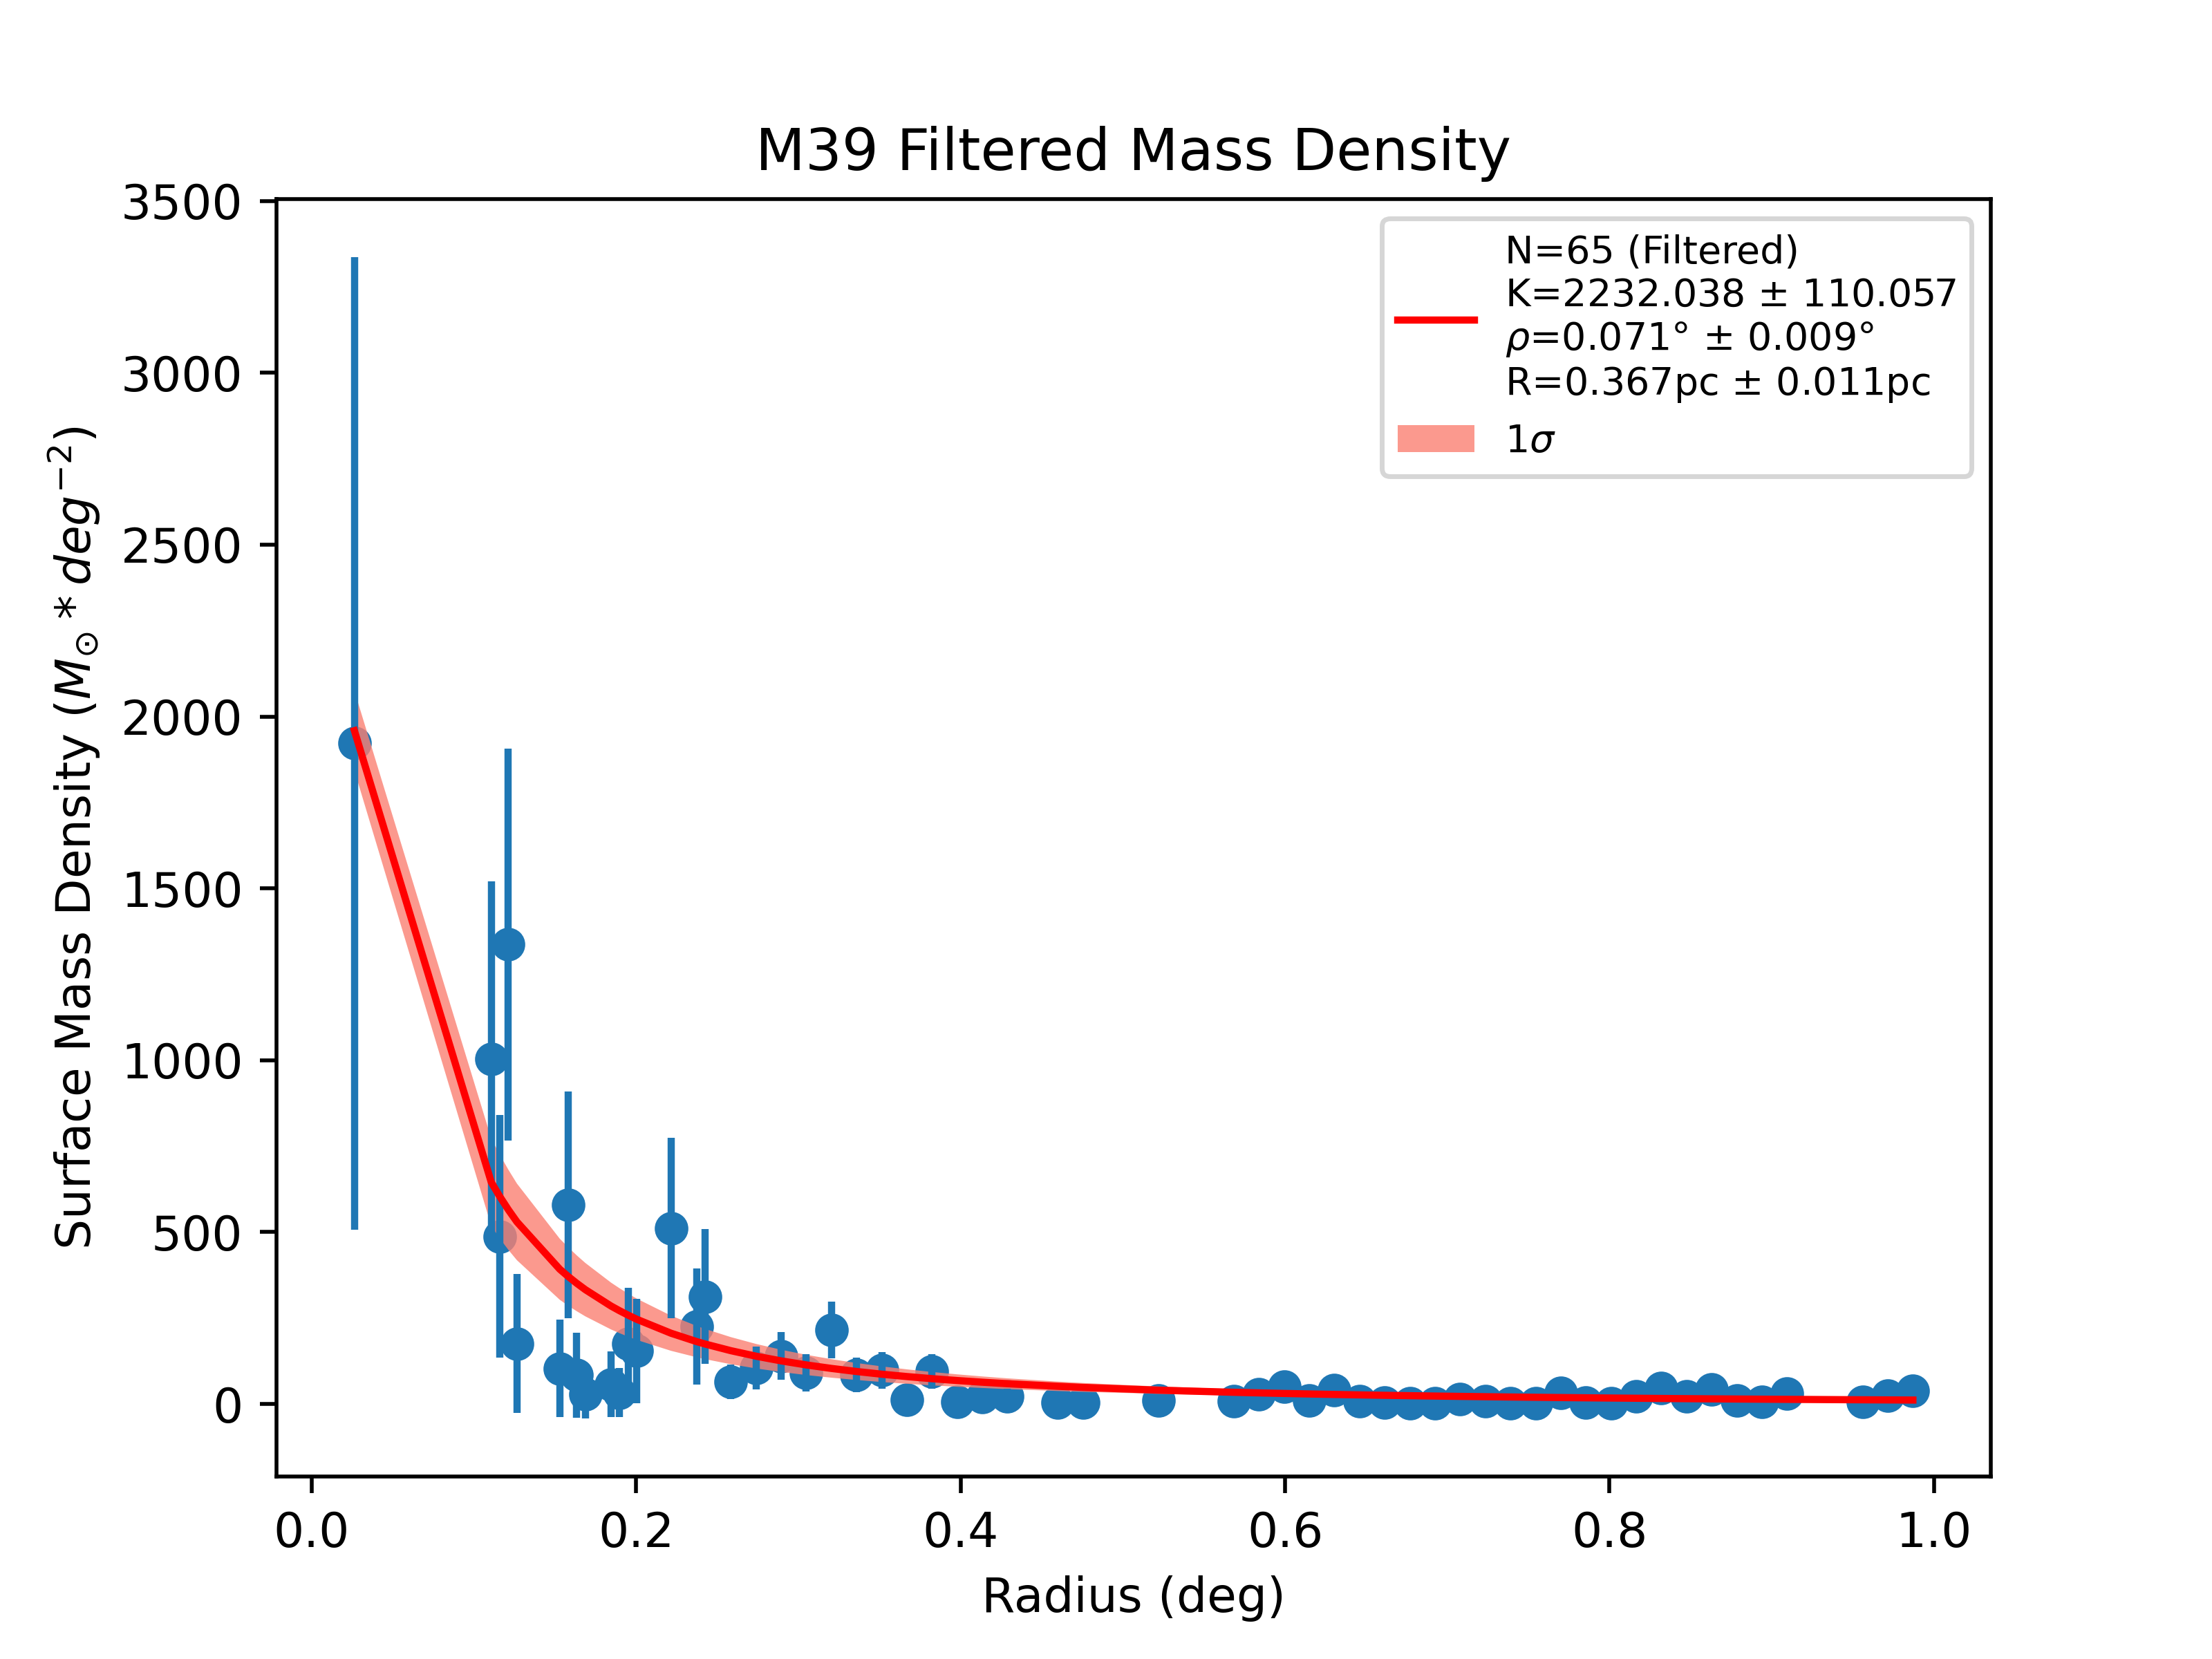 M39 Filtered Mass Density
3500
3000
2500
2000
1500
1000
500
0
Surface Mass Density (M☉ * deg⁻²)
N=65 (Filtered)
K=2232.038 ± 110.057
ρ=0.071° ± 0.009°
R=0.367pc ± 0.011pc
1σ
0.0 0.2 0.4 0.6 0.8 1.0
Radius (deg)